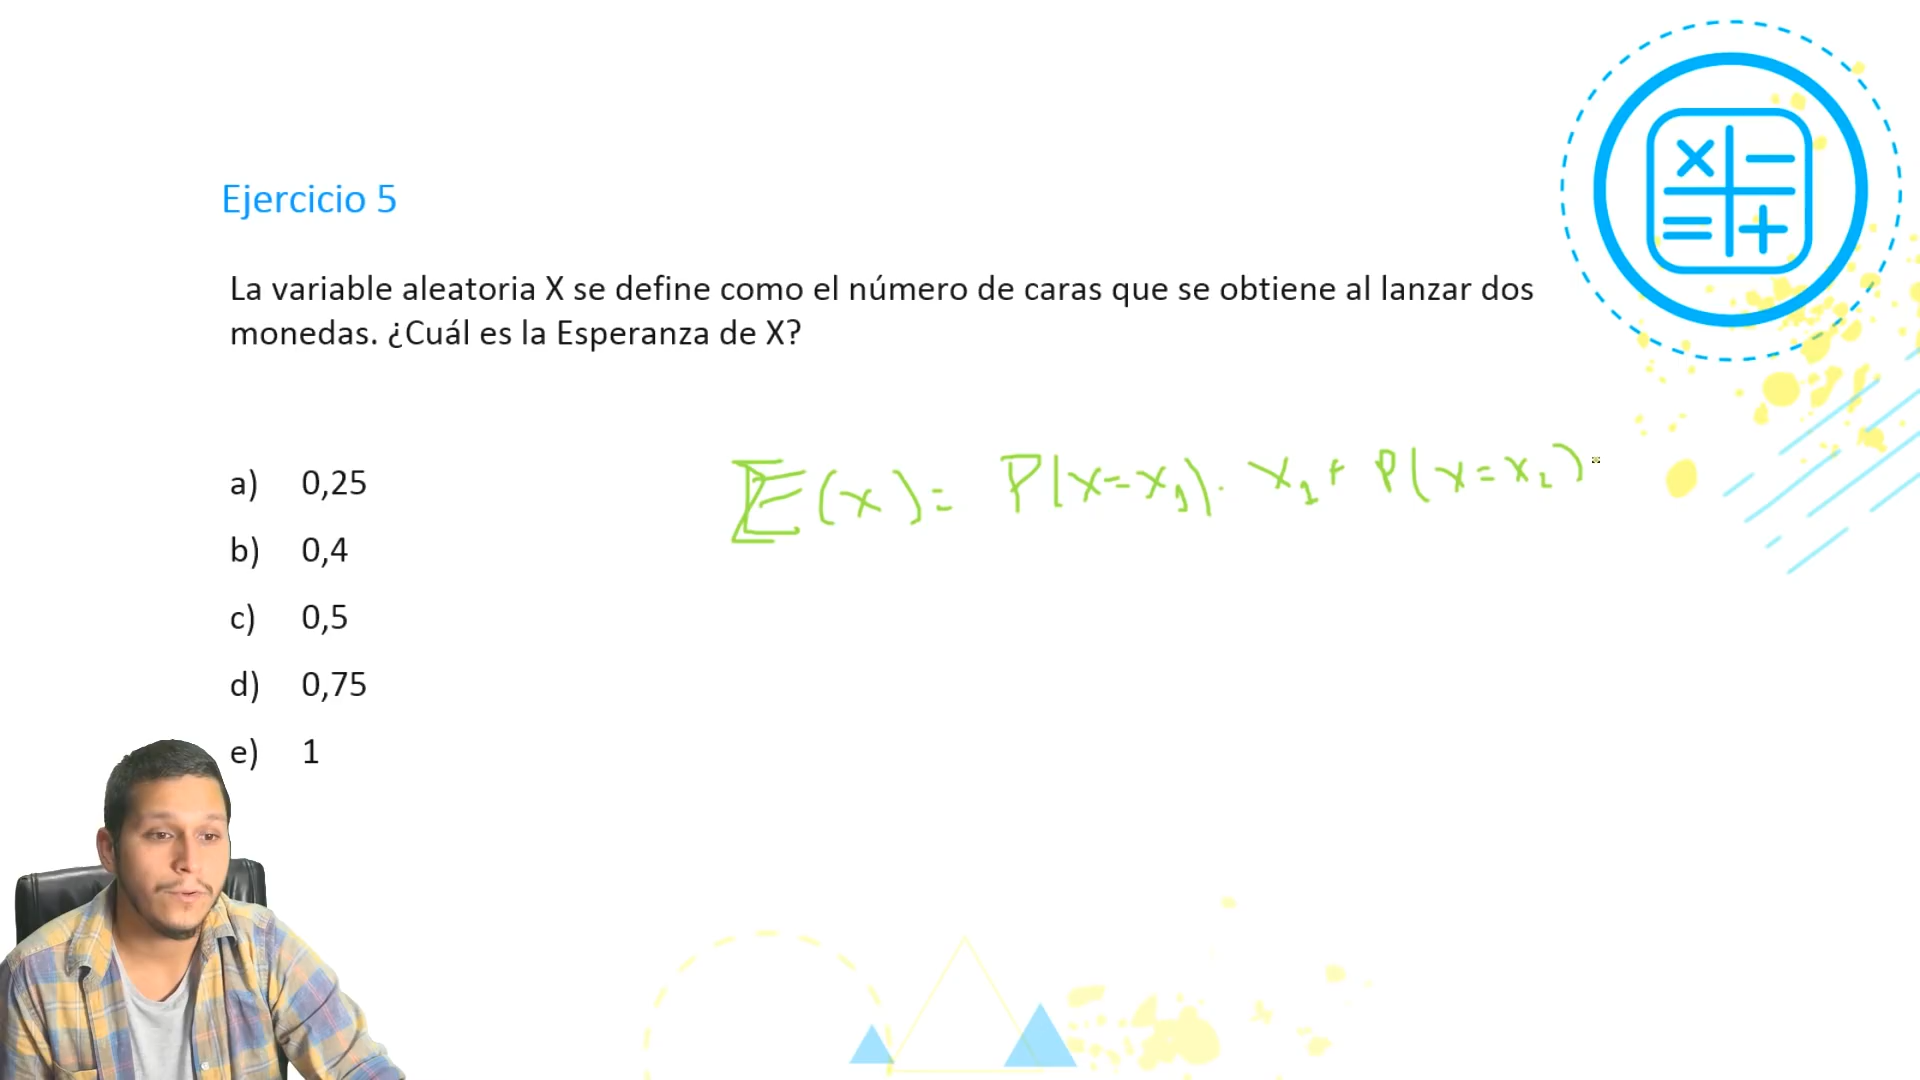 Ejercicio 5
La variable aleatoria X se define como el número de caras que se obtiene al lanzar dos
monedas. ¿Cuál es la Esperanza de X?
E(x) = P(x=x₁) · x₁ + P(x=x₂)
a) 0,25
b) 0,4
c) 0,5
d) 0,75
e) 1